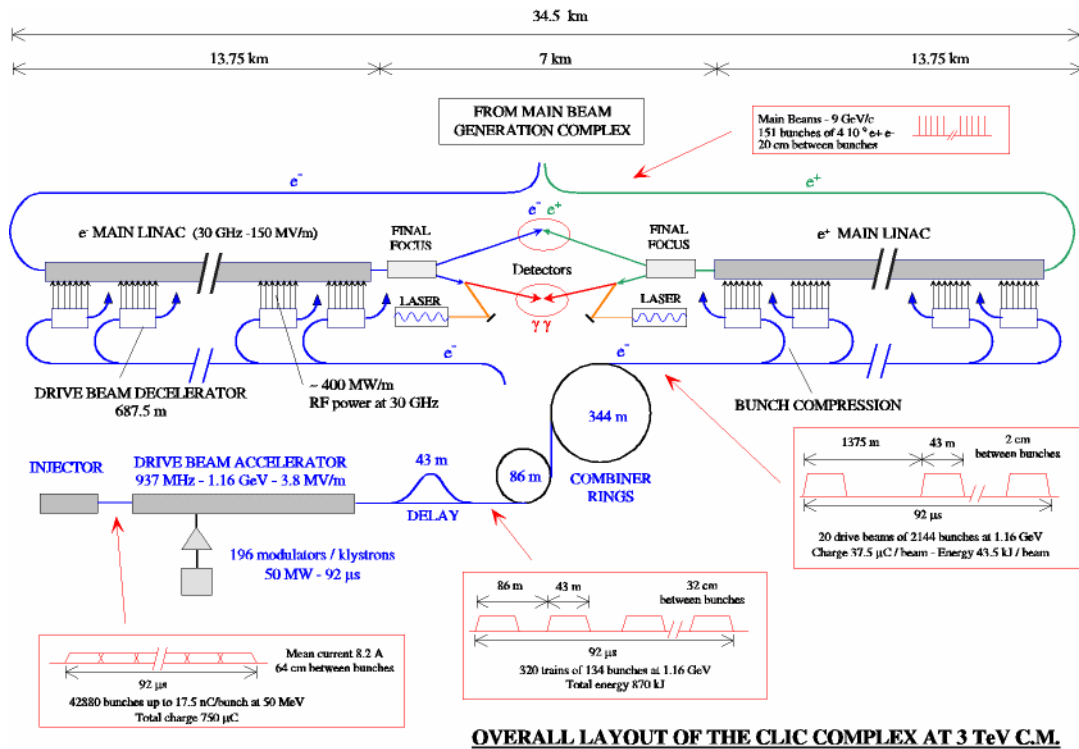 34.5 km
13.75 km
7 km
13.75 km
FROM MAIN BEAM
GENERATION COMPLEX
Main Beams - 9 GeV/c
151 bunches of 4 10⁹ e+ e-
20 cm between bunches
e⁻
e⁺
e⁻ e⁺
e⁻ MAIN LINAC (30 GHz -150 MV/m)
FINAL
FOCUS
FINAL
FOCUS
e⁺ MAIN LINAC
Detectors
LASER
LASER
γ γ
e⁻
e⁻
DRIVE BEAM DECELERATOR
687.5 m
~ 400 MW/m
RF power at 30 GHz
BUNCH COMPRESSION
344 m
86 m
COMBINER
RINGS
INJECTOR
DRIVE BEAM ACCELERATOR
937 MHz - 1.16 GeV - 3.8 MV/m
43 m
DELAY
196 modulators / klystrons
50 MW - 92 μs
1375 m
43 m
2 cm
between bunches
92 μs
20 drive beams of 2144 bunches at 1.16 GeV
Charge 37.5 μC / beam - Energy 43.5 kJ / beam
86 m
43 m
32 cm
between bunches
92 μs
320 trains of 134 bunches at 1.16 GeV
Total energy 870 kJ
Mean current 8.2 A
64 cm between bunches
92 μs
42880 bunches up to 17.5 nC/bunch at 50 MeV
Total charge 750 μC
OVERALL LAYOUT OF THE CLIC COMPLEX AT 3 TeV C.M.